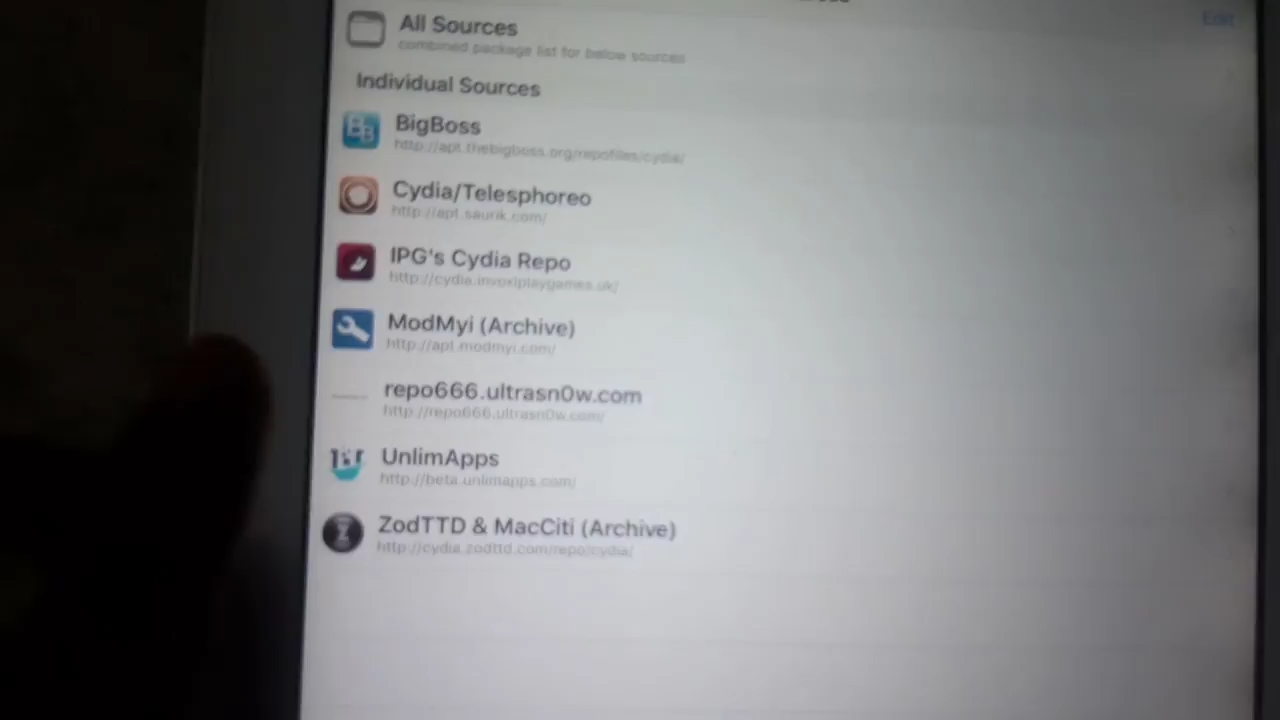 Edit
All Sources
combined package list for below sources
Individual Sources
BigBoss
http://apt.thebigboss.org/repofiles/cydia/
Cydia/Telesphoreo
http://apt.saurik.com/
IPG's Cydia Repo
http://cydia.invoxiplaygames.uk/
ModMyi (Archive)
http://apt.modmyi.com/
repo666.ultrasn0w.com
http://repo666.ultrasn0w.com/
UnlimApps
http://beta.unlimapps.com/
ZodTTD & MacCiti (Archive)
http://cydia.zodttd.com/repo/cydia/